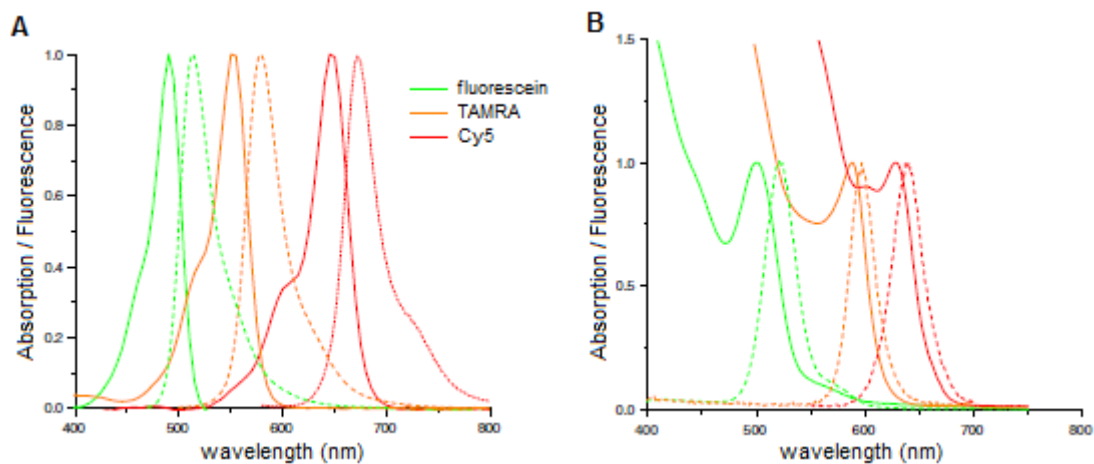 A
Absorption / Fluorescence
1.0
0.8
0.6
0.4
0.2
0.0
400
500
600
700
800
wavelength (nm)
fluorescein
TAMRA
Cy5
B
Absorption / Fluorescence
1.5
1.0
0.5
0.0
400
500
600
700
800
wavelength (nm)